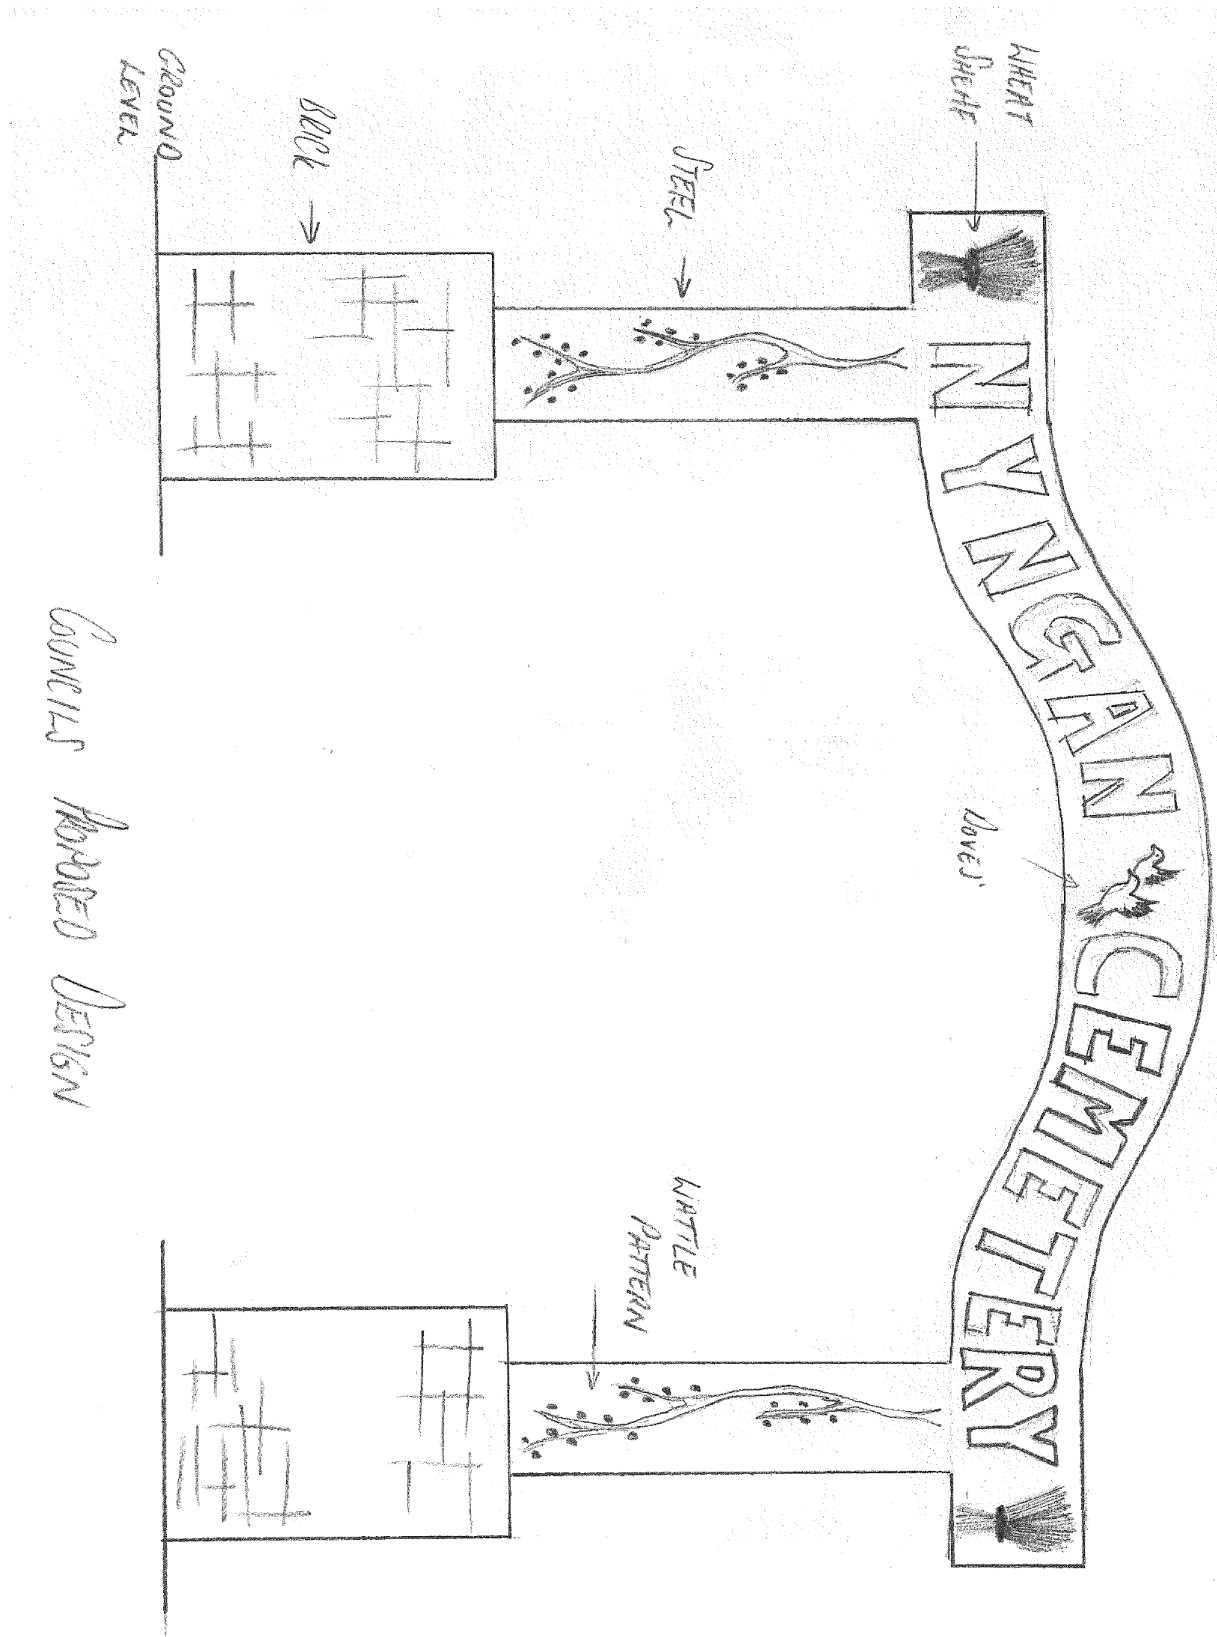 WHEAT
SHEAF
NYNGAN CEMETERY
DOVES
STEEL
WATTLE
PATTERN
BRICK
GROUND
LEVEL
COUNCILS PROPOSED DESIGN